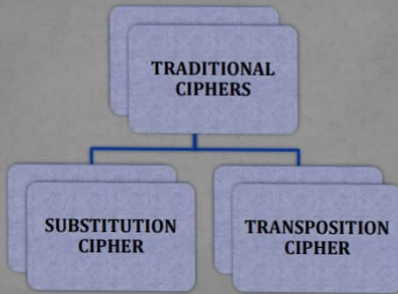 TRADITIONAL
CIPHERS
SUBSTITUTION
CIPHER
TRANSPOSITION
CIPHER